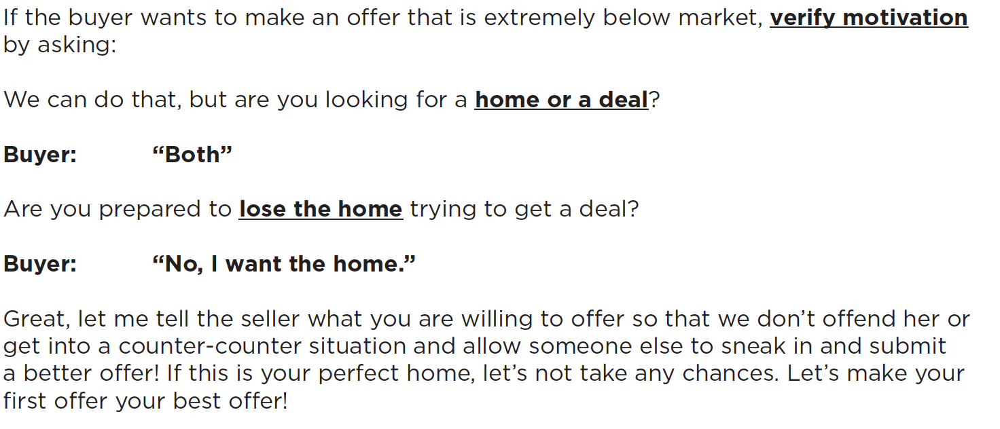 If the buyer wants to make an offer that is extremely below market, verify motivation
by asking:
We can do that, but are you looking for a home or a deal?
Buyer: “Both”
Are you prepared to lose the home trying to get a deal?
Buyer: “No, I want the home.”
Great, let me tell the seller what you are willing to offer so that we don’t offend her or
get into a counter-counter situation and allow someone else to sneak in and submit
a better offer! If this is your perfect home, let’s not take any chances. Let’s make your
first offer your best offer!